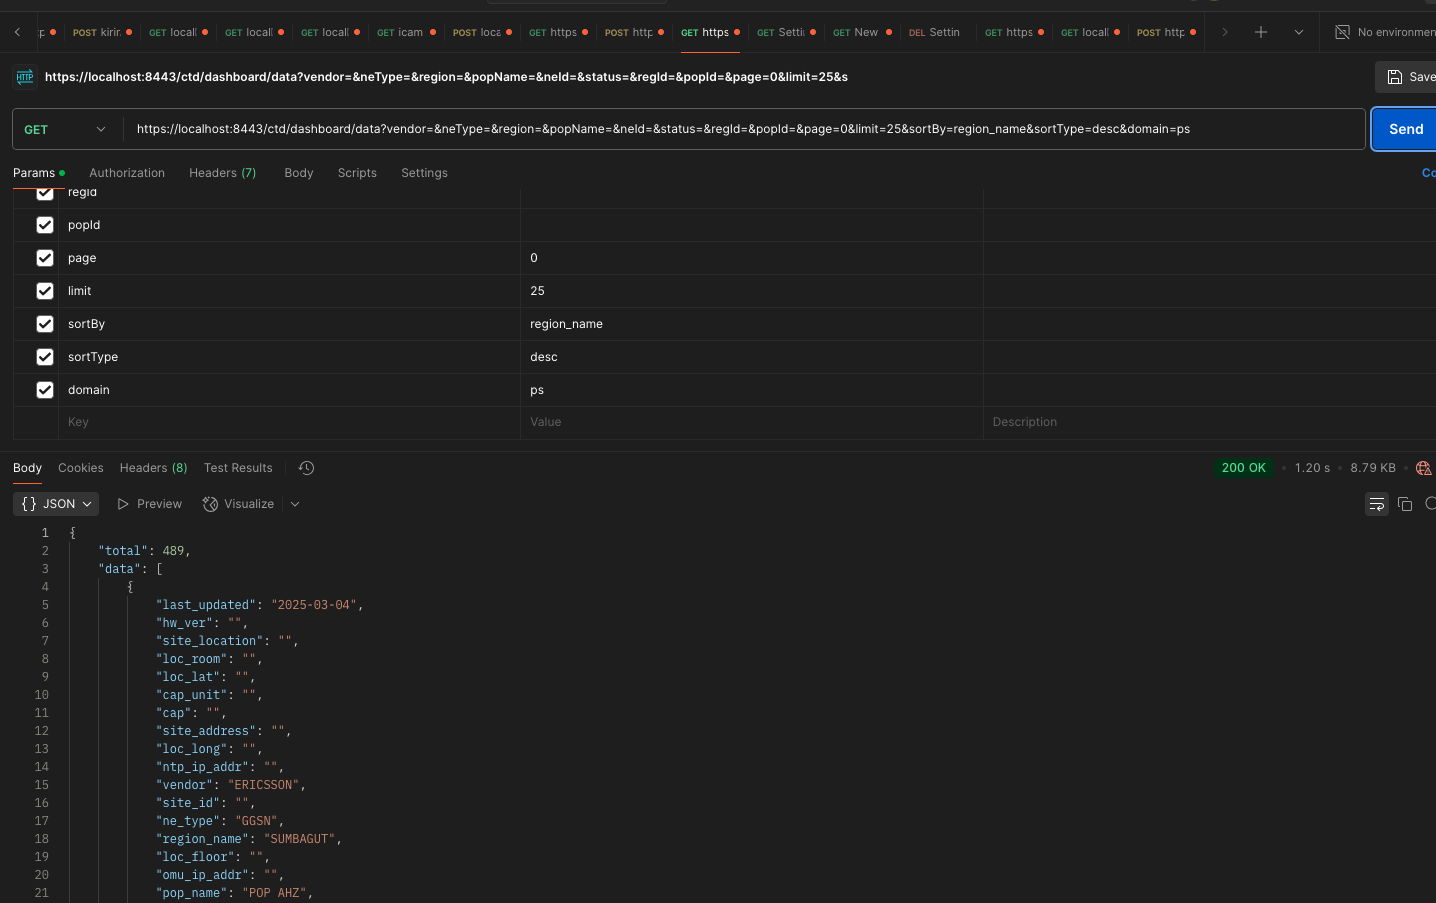 POST kirin
GET locall
GET locall
GET locall
GET icam
POST loca
GET https
POST http
GET https
GET Settin
GET New
DEL Settin
GET https
GET locall
POST http
No environmen
HTTP https://localhost:8443/ctd/dashboard/data?vendor=&neType=&region=&popName=&neId=&status=&regId=&popId=&page=0&limit=25&s
Save
GET https://localhost:8443/ctd/dashboard/data?vendor=&neType=&region=&popName=&neId=&status=&regId=&popId=&page=0&limit=25&sortBy=region_name&sortType=desc&domain=ps
Send
Params Authorization Headers (7) Body Scripts Settings
Co
regId
popId
page 0
limit 25
sortBy region_name
sortType desc
domain ps
Key Value Description
Body Cookies Headers (8) Test Results
200 OK • 1.20 s • 8.79 KB •
{} JSON Preview Visualize
1 {
2 "total": 489,
3 "data": [
4 {
5 "last_updated": "2025-03-04",
6 "hw_ver": "",
7 "site_location": "",
8 "loc_room": "",
9 "loc_lat": "",
10 "cap_unit": "",
11 "cap": "",
12 "site_address": "",
13 "loc_long": "",
14 "ntp_ip_addr": "",
15 "vendor": "ERICSSON",
16 "site_id": "",
17 "ne_type": "GGSN",
18 "region_name": "SUMBAGUT",
19 "loc_floor": "",
20 "omu_ip_addr": "",
21 "pop_name": "POP AHZ",